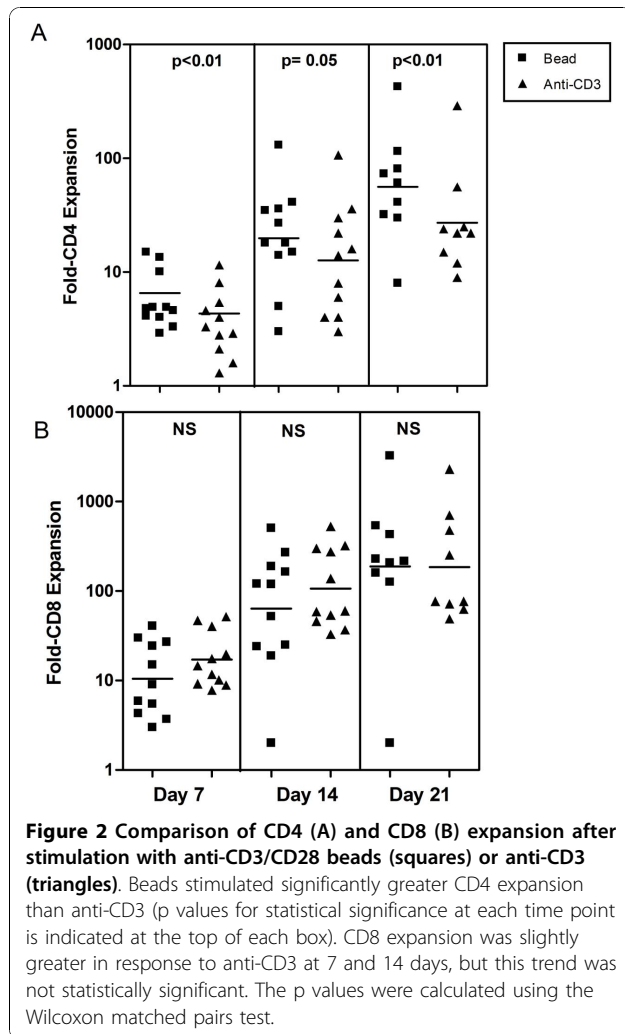 A
1000
p<0.01
p= 0.05
p<0.01
Bead
Anti-CD3
100
10
1
Fold-CD4 Expansion
B
10000
NS
NS
NS
1000
100
10
1
Fold-CD8 Expansion
Day 7
Day 14
Day 21
Figure 2 Comparison of CD4 (A) and CD8 (B) expansion after
stimulation with anti-CD3/CD28 beads (squares) or anti-CD3
(triangles). Beads stimulated significantly greater CD4 expansion
than anti-CD3 (p values for statistical significance at each time point
is indicated at the top of each box). CD8 expansion was slightly
greater in response to anti-CD3 at 7 and 14 days, but this trend was
not statistically significant. The p values were calculated using the
Wilcoxon matched pairs test.